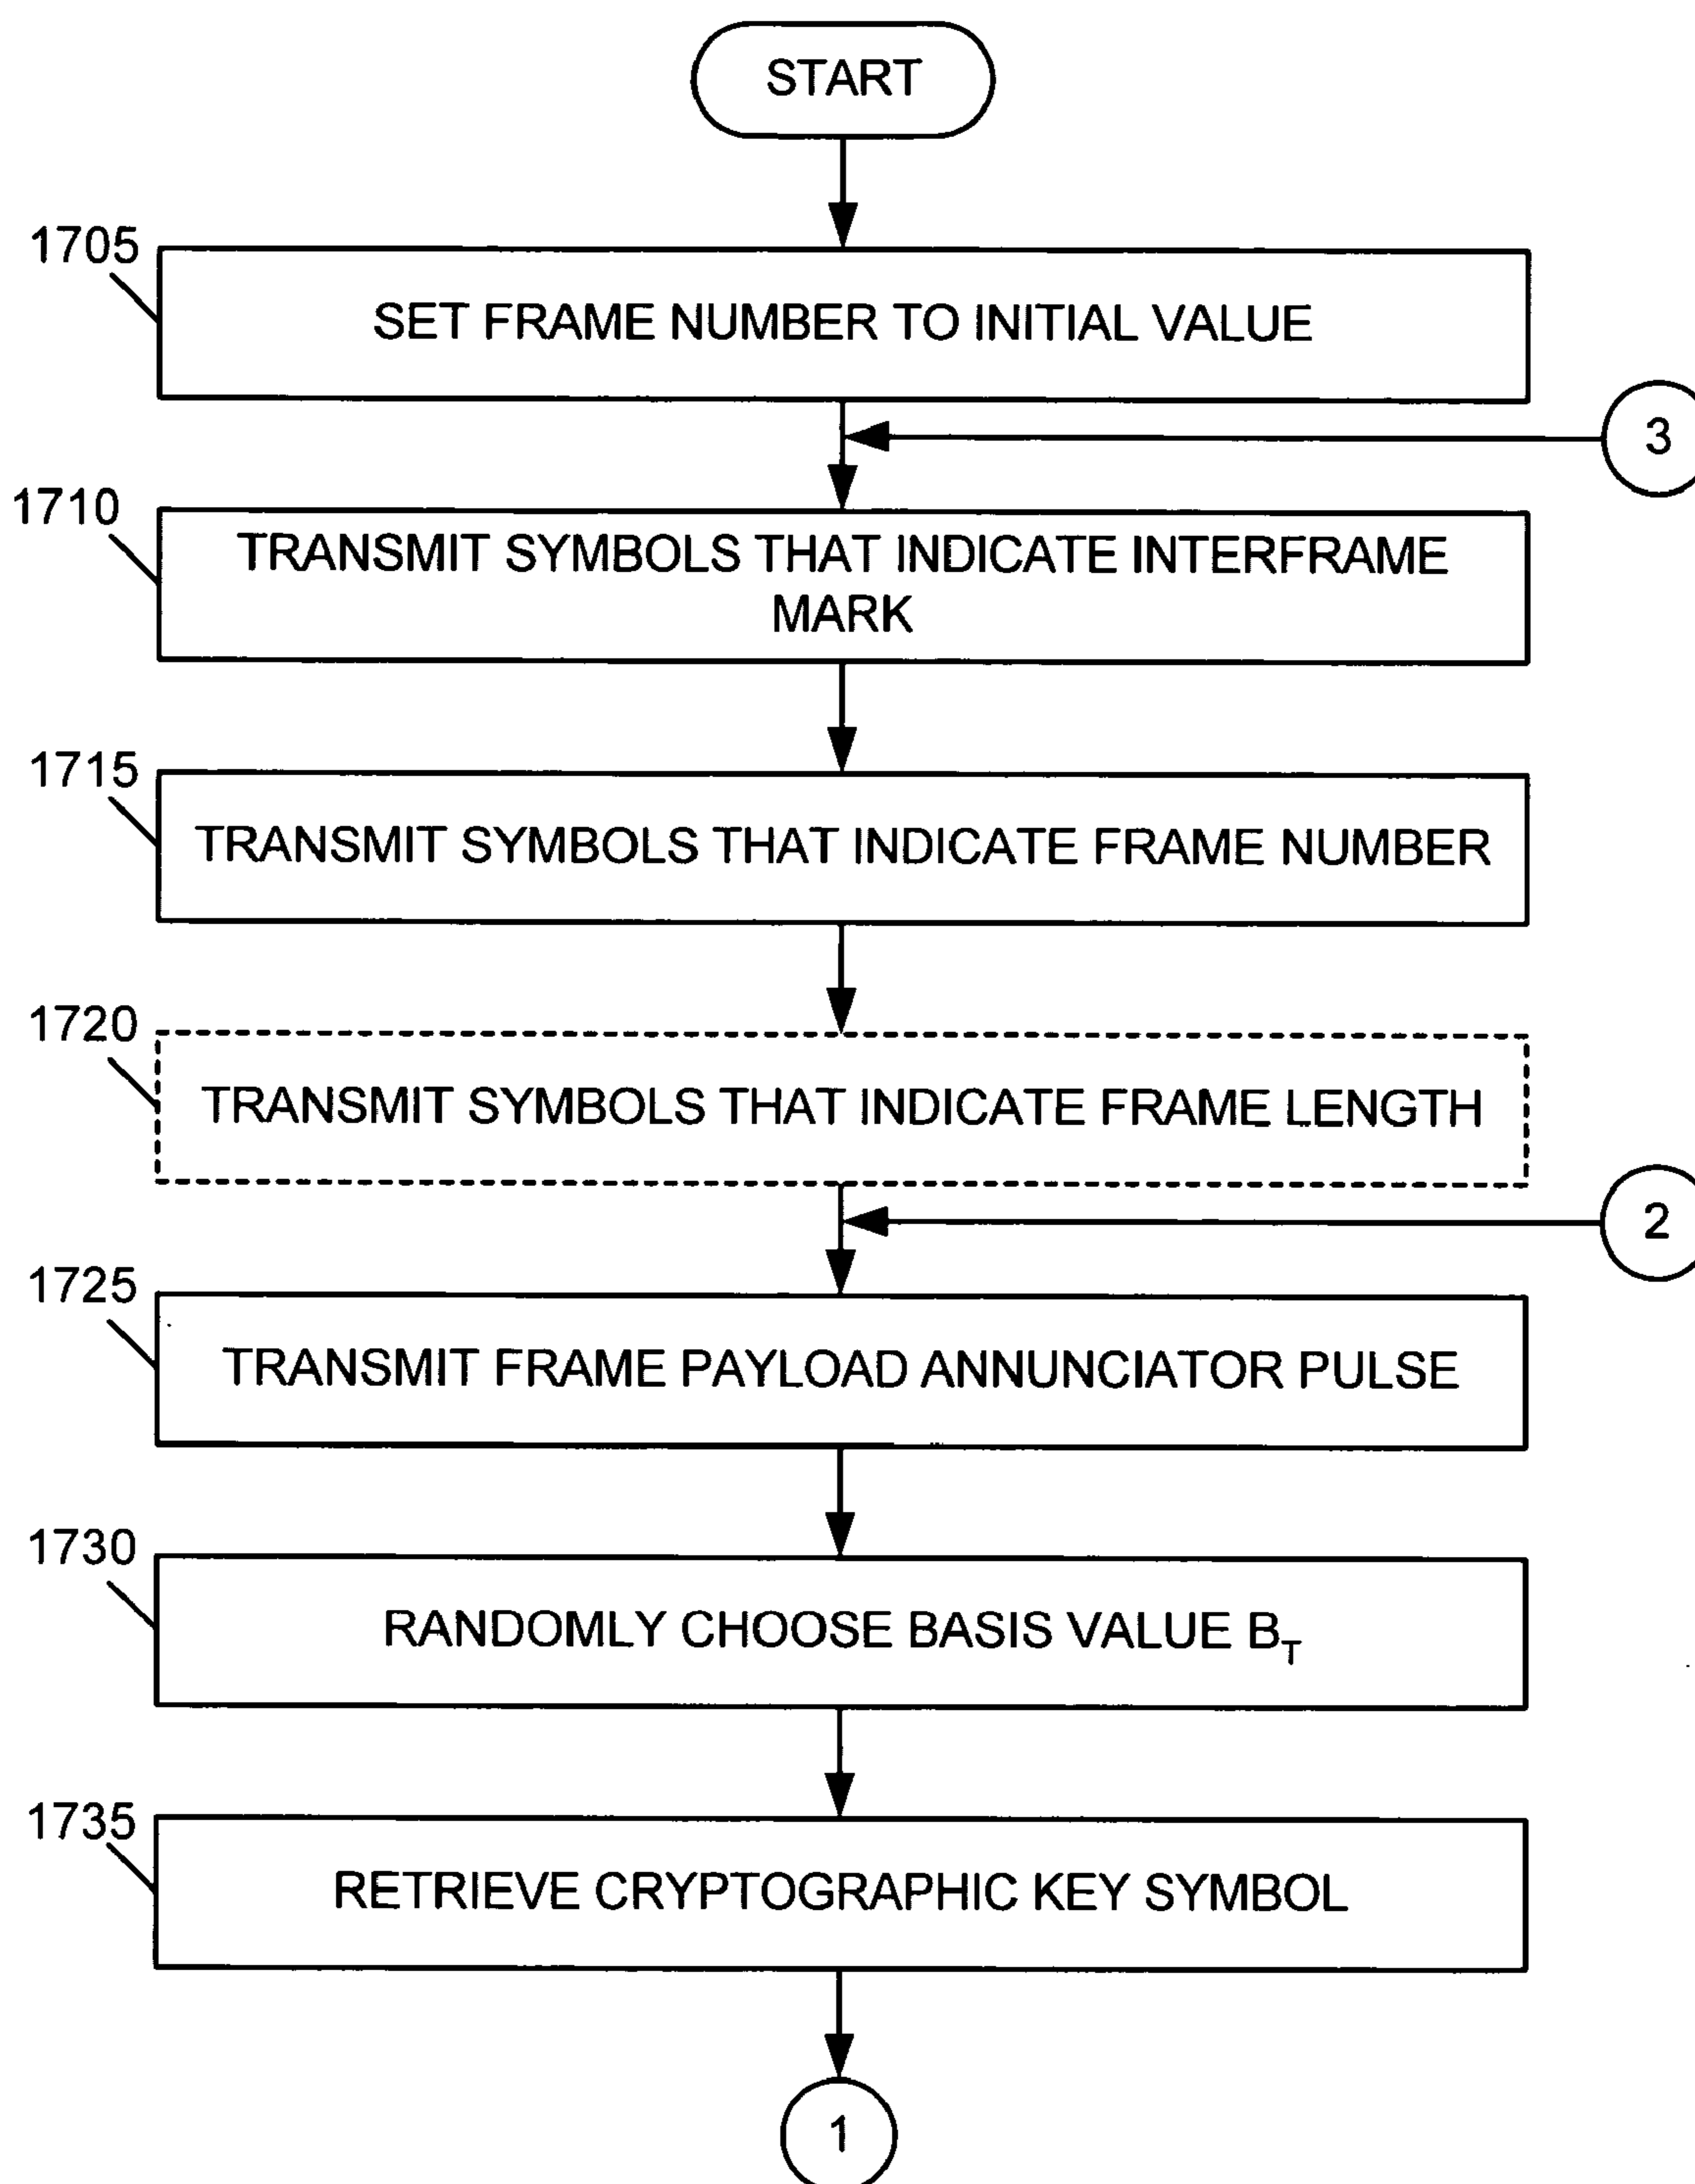 START
1705
SET FRAME NUMBER TO INITIAL VALUE
3
1710
TRANSMIT SYMBOLS THAT INDICATE INTERFRAME
MARK
1715
TRANSMIT SYMBOLS THAT INDICATE FRAME NUMBER
1720
TRANSMIT SYMBOLS THAT INDICATE FRAME LENGTH
2
1725
TRANSMIT FRAME PAYLOAD ANNUNCIATOR PULSE
1730
RANDOMLY CHOOSE BASIS VALUE B_T
1735
RETRIEVE CRYPTOGRAPHIC KEY SYMBOL
1